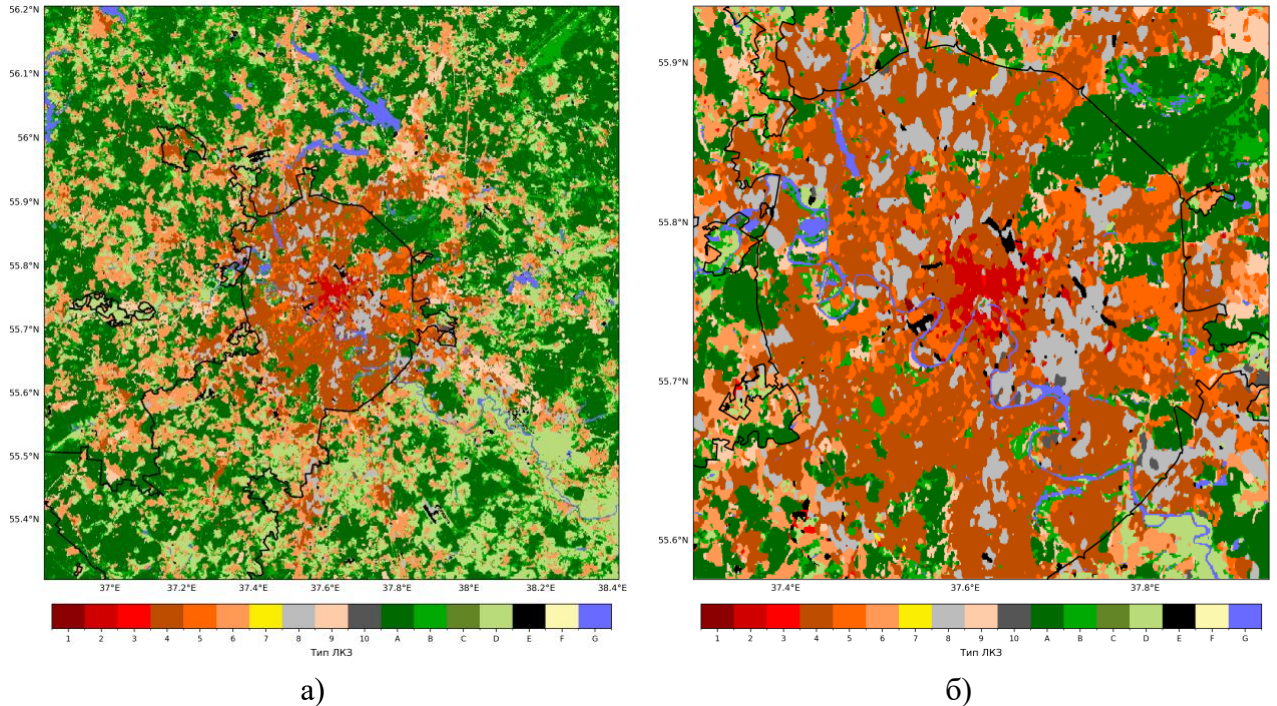 56.2°N
56.1°N
56°N
55.9°N
55.8°N
55.7°N
55.6°N
55.5°N
55.4°N
37°E 37.2°E 37.4°E 37.6°E 37.8°E 38°E 38.2°E 38.4°E
1 2 3 4 5 6 7 8 9 10 A B C D E F G
Тип ЛКЗ
а)
55.9°N
55.8°N
55.7°N
55.6°N
37.4°E 37.6°E 37.8°E
1 2 3 4 5 6 7 8 9 10 A B C D E F G
Тип ЛКЗ
б)